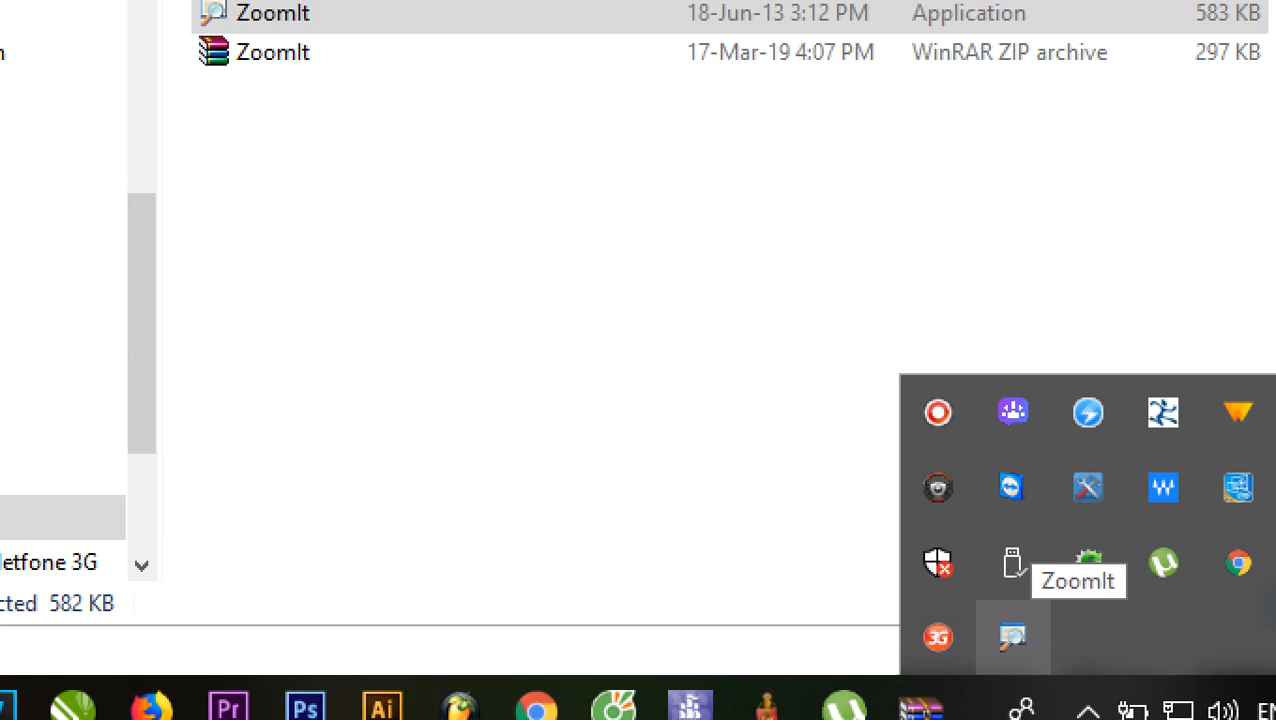 ZoomIt 18-Jun-13 3:12 PM Application 583 KB
ZoomIt 17-Mar-19 4:07 PM WinRAR ZIP archive 297 KB
etfone 3G
cted 582 KB
ZoomIt
3G
Pr Ps Ai